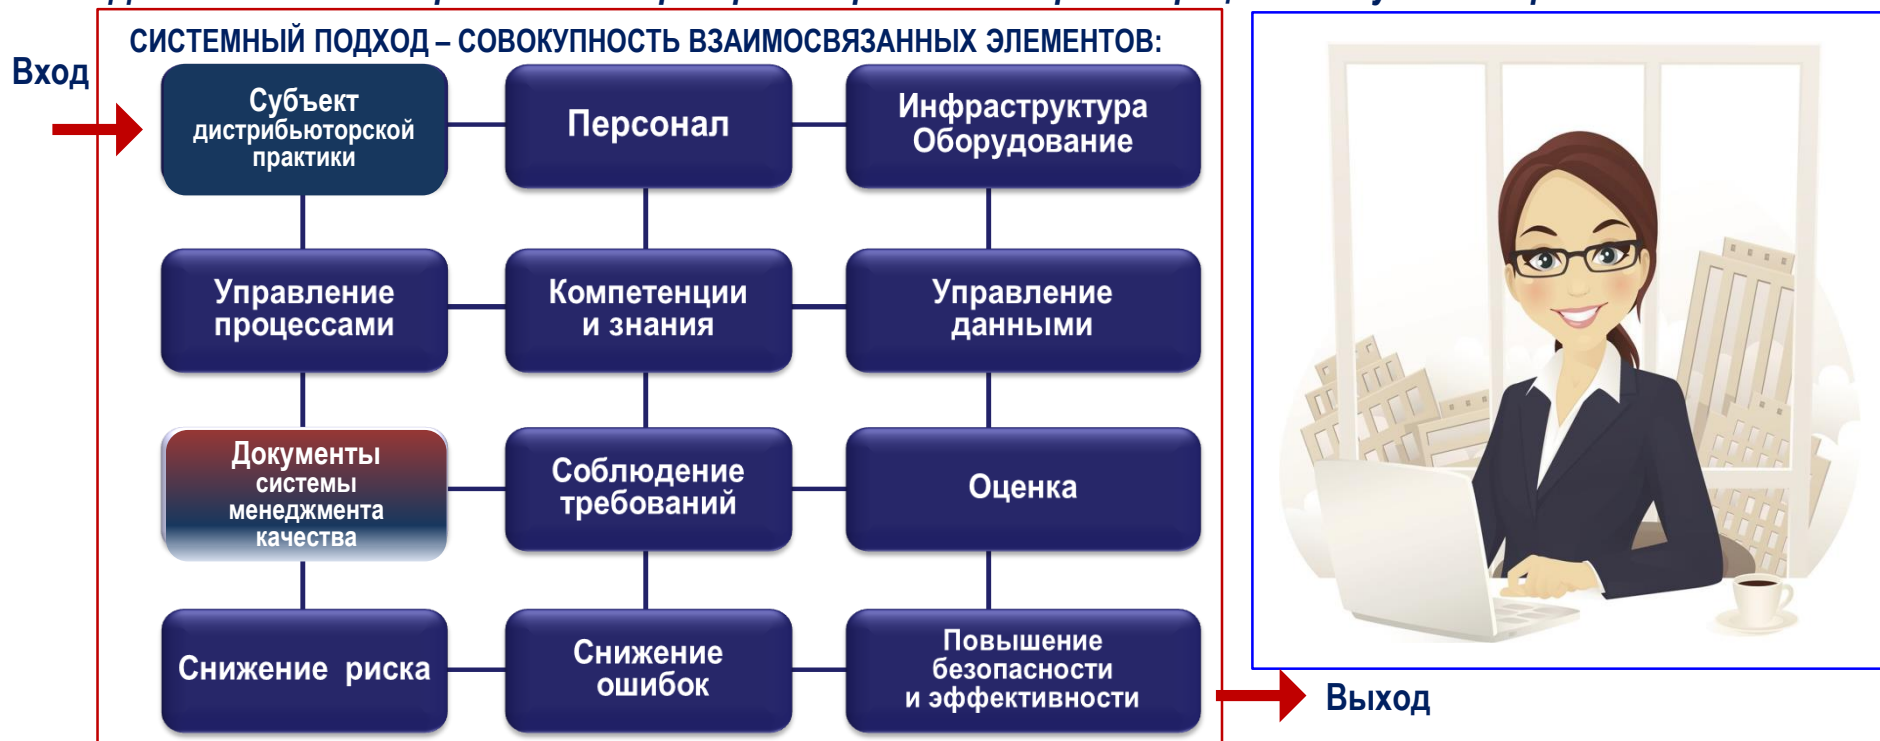 СИСТЕМНЫЙ ПОДХОД – СОВОКУПНОСТЬ ВЗАИМОСВЯЗАННЫХ ЭЛЕМЕНТОВ:
Вход
Субъект
дистрибьюторской
практики
Персонал
Инфраструктура
Оборудование
Управление
процессами
Компетенции
и знания
Управление
данными
Документы
системы
менеджмента
качества
Соблюдение
требований
Оценка
Снижение риска
Снижение
ошибок
Повышение
безопасности
и эффективности
Выход